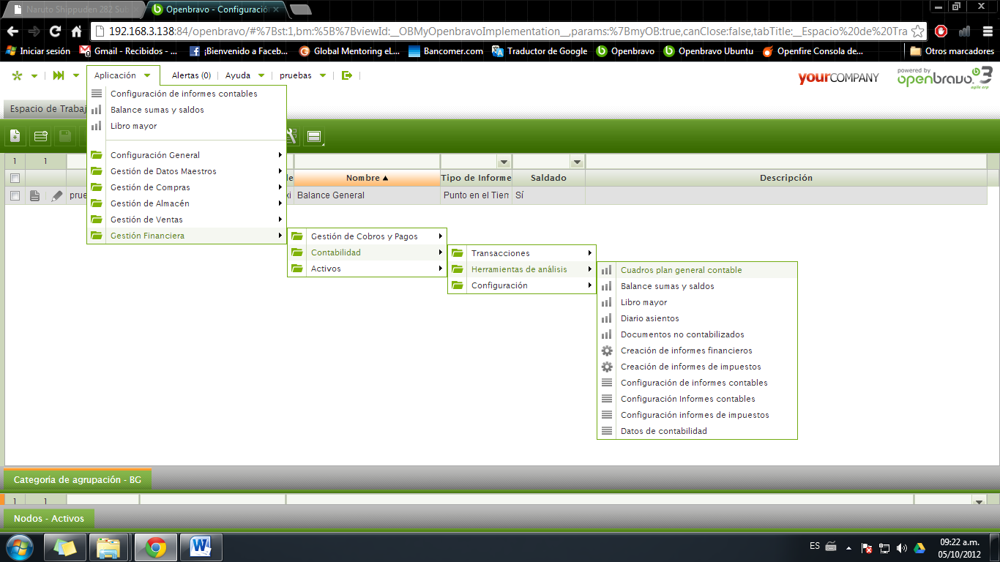 Naruto Shippuden 282 Sub
Openbravo - Configuración
192.168.3.138:84/openbravo/#%7Bst:1,bm:%5B%7BviewId:__OBMyOpenbravoImplementation__,params:%7BmyOB:true,canClose:false,tabTitle:__Espacio%20de%20Tra
Iniciar sesión
Gmail - Recibidos - ...
¡Bienvenido a Faceb...
Global Mentoring eL...
Bancomer.com
Traductor de Google
Openbravo
Openbravo Ubuntu
Openfire Consola de...
Otros marcadores
Aplicación
Alertas (0)
Ayuda
pruebas
yourCOMPANY
powered by
openbravo 3
agile erp
Espacio de Trabaj
Configuración de informes contables
Balance sumas y saldos
Libro mayor
Configuración General
Gestión de Datos Maestros
Gestión de Compras
Gestión de Almacén
Gestión de Ventas
Gestión Financiera
1 1
Nombre
Tipo de Informe
Saldado
Descripción
prue
Balance General
Punto en el Tiem
Sí
Gestión de Cobros y Pagos
Contabilidad
Activos
Transacciones
Herramientas de análisis
Configuración
Cuadros plan general contable
Balance sumas y saldos
Libro mayor
Diario asientos
Documentos no contabilizados
Creación de informes financieros
Creación de informes de impuestos
Configuración de informes contables
Configuración Informes contables
Configuración informes de impuestos
Datos de contabilidad
Categoría de agrupación - BG
1 1
Nodos - Activos
ES
09:22 a.m.
05/10/2012